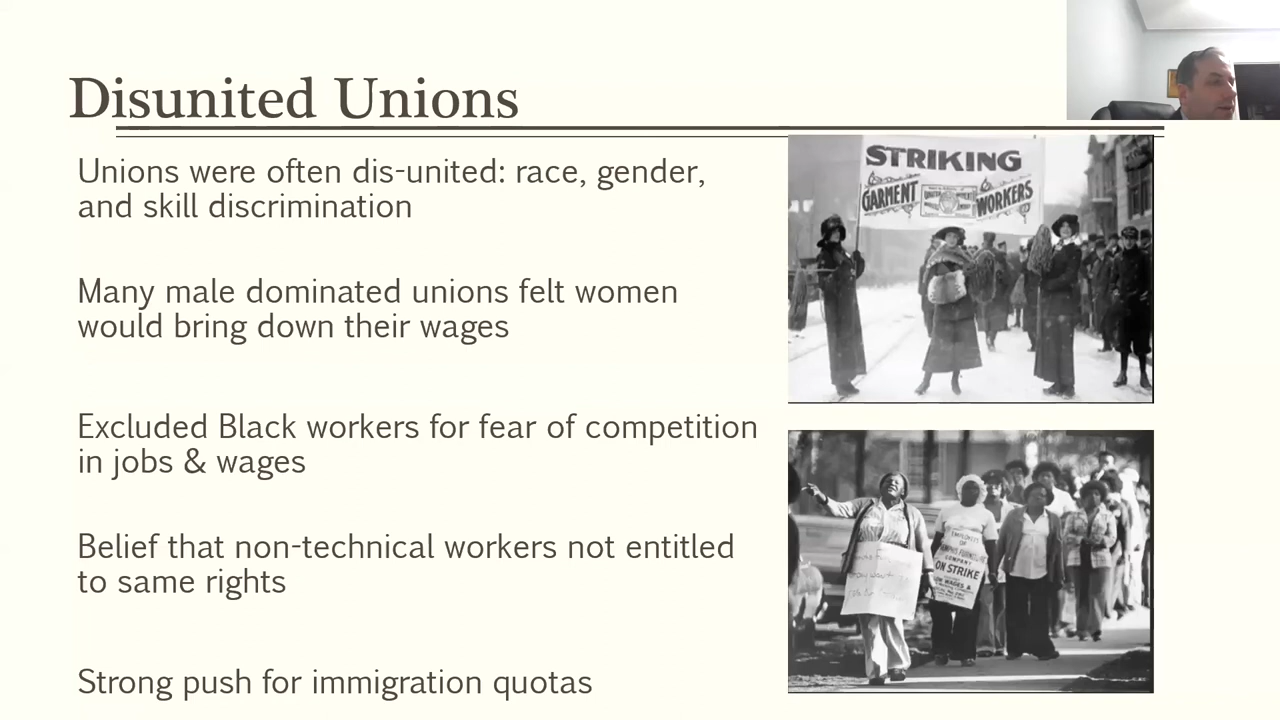 Disunited Unions
Unions were often dis-united: race, gender,
and skill discrimination
Many male dominated unions felt women
would bring down their wages
Excluded Black workers for fear of competition
in jobs & wages
Belief that non-technical workers not entitled
to same rights
Strong push for immigration quotas
STRIKING
GARMENT
WORKERS
COMPANY
ON STRIKE